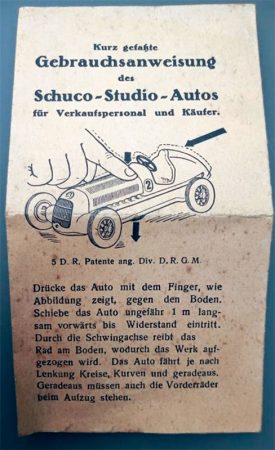 Kurz gefaßte
Gebrauchsanweisung
des
Schuco-Studio-Autos
für Verkaufspersonal und Käufer.
2
5 D. R. Patente ang. Div. D. R. G. M.
Drücke das Auto mit dem Finger, wie
Abbildung zeigt, gegen den Boden.
Schiebe das Auto ungefähr 1 m lang-
sam vorwärts bis Widerstand eintritt.
Durch die Schwingachse reibt das
Rad am Boden, wodurch das Werk auf-
gezogen wird. Das Auto fährt je nach
Lenkung Kreise, Kurven und geradeaus.
Geradeaus müssen auch die Vorderräder
beim Aufzug stehen.